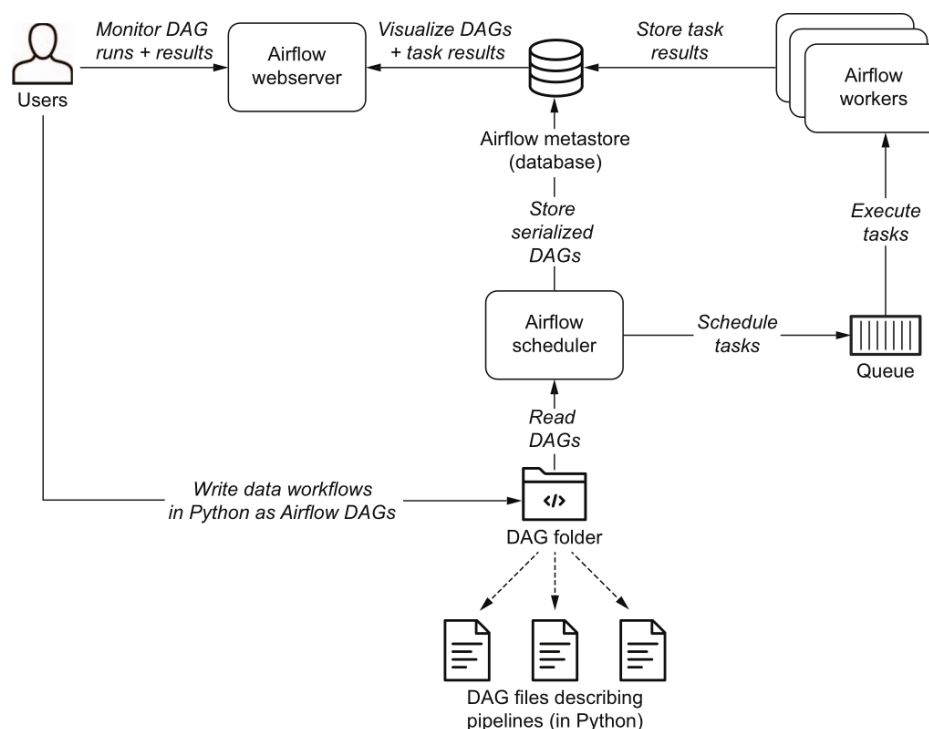 Monitor DAG
runs + results
Users
Airflow
webserver
Visualize DAGs
+ task results
Store task
results
Airflow
workers
Airflow metastore
(database)
Store
serialized
DAGs
Execute
tasks
Airflow
scheduler
Schedule
tasks
Queue
Read
DAGs
Write data workflows
in Python as Airflow DAGs
</>
DAG folder
DAG files describing
pipelines (in Python)